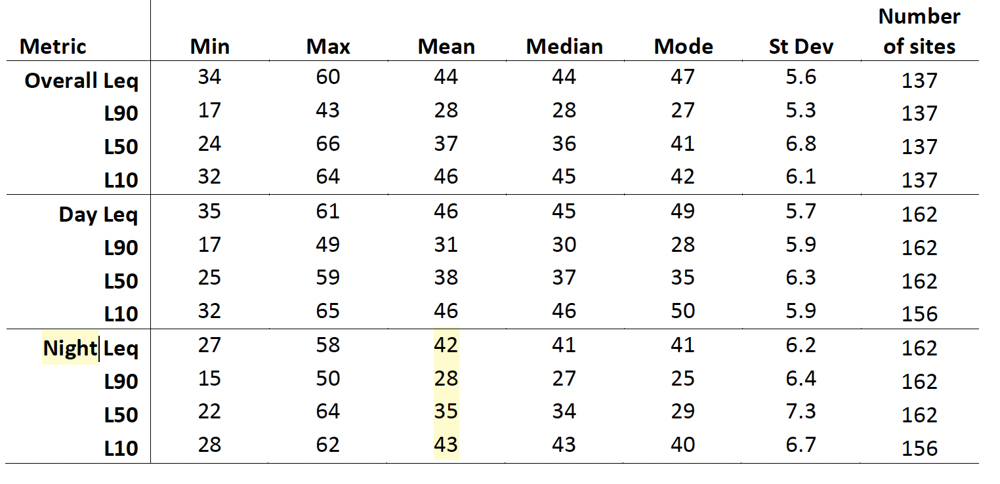 Metric Min Max Mean Median Mode St Dev Number of sites
Overall Leq 34 60 44 44 47 5.6 137
L90 17 43 28 28 27 5.3 137
L50 24 66 37 36 41 6.8 137
L10 32 64 46 45 42 6.1 137
Day Leq 35 61 46 45 49 5.7 162
L90 17 49 31 30 28 5.9 162
L50 25 59 38 37 35 6.3 162
L10 32 65 46 46 50 5.9 156
Night Leq 27 58 42 41 41 6.2 162
L90 15 50 28 27 25 6.4 162
L50 22 64 35 34 29 7.3 162
L10 28 62 43 43 40 6.7 156